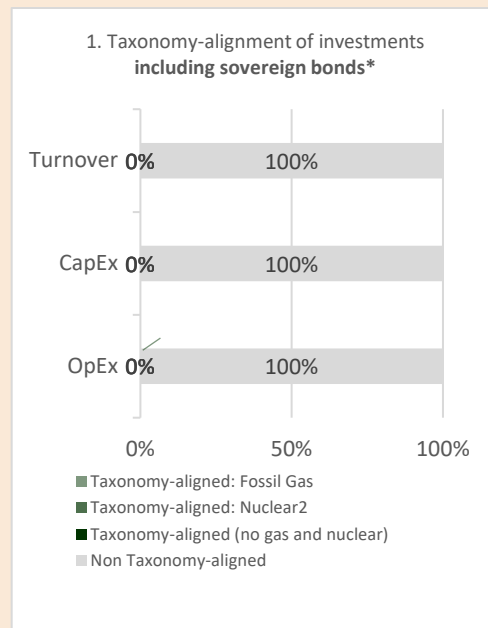 1. Taxonomy-alignment of investments
including sovereign bonds*
Turnover 0% 100%
CapEx 0% 100%
OpEx 0% 100%
0% 50% 100%
Taxonomy-aligned: Fossil Gas
Taxonomy-aligned: Nuclear2
Taxonomy-aligned (no gas and nuclear)
Non Taxonomy-aligned